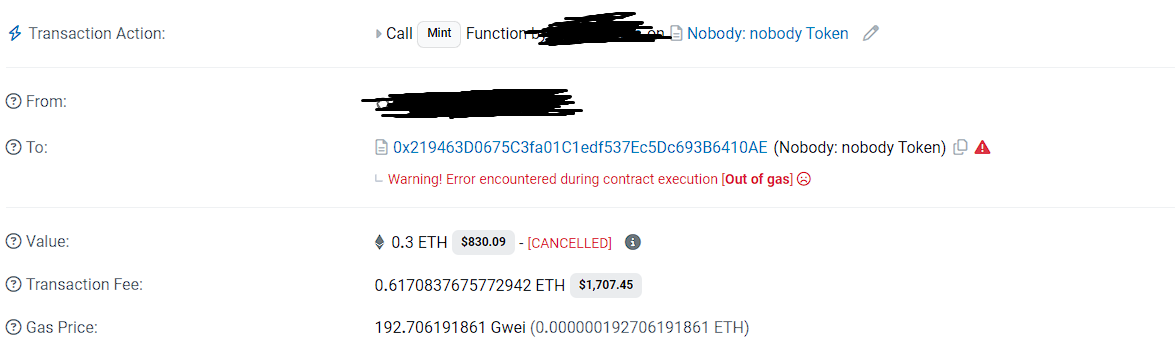 Transaction Action: Call Mint Function on Nobody: nobody Token
From:
To: 0x219463D0675C3fa01C1edf537Ec5Dc693B6410AE (Nobody: nobody Token)
Warning! Error encountered during contract execution [Out of gas]
Value: 0.3 ETH $830.09 - [CANCELLED]
Transaction Fee: 0.6170837675772942 ETH $1,707.45
Gas Price: 192.706191861 Gwei (0.000000192706191861 ETH)